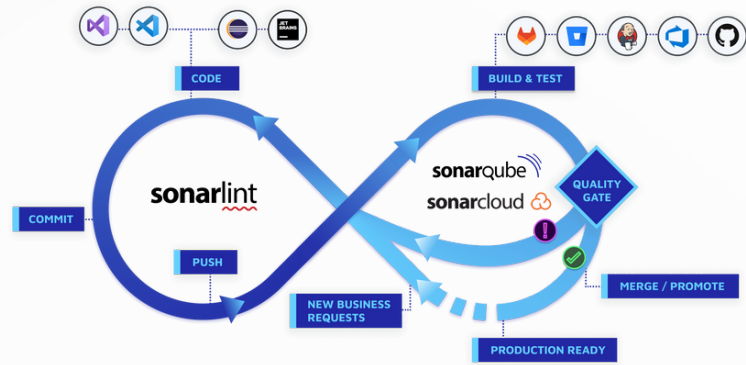 JET
BRAINS
CODE
BUILD & TEST
sonarlint
sonarqube
sonarcloud
QUALITY
GATE
COMMIT
PUSH
NEW BUSINESS
REQUESTS
MERGE / PROMOTE
PRODUCTION READY